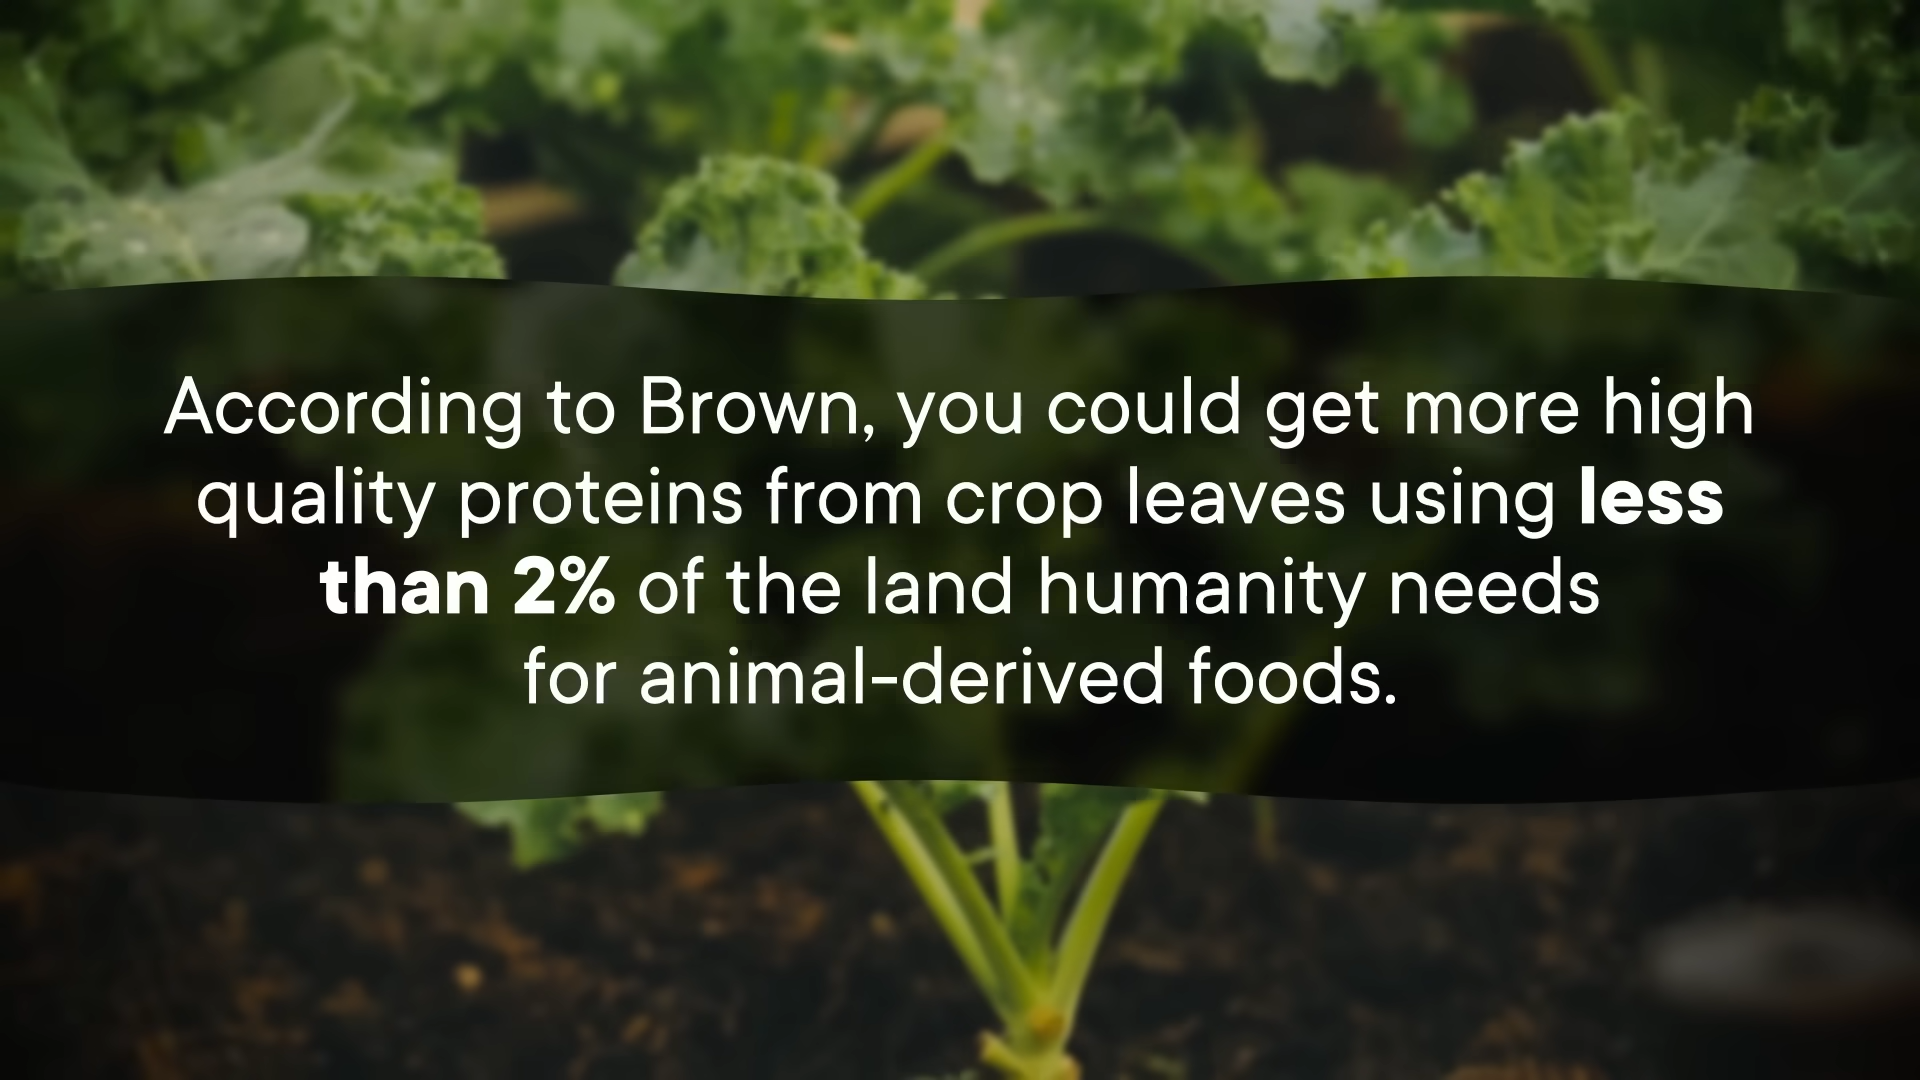 According to Brown, you could get more high
quality proteins from crop leaves using less
than 2% of the land humanity needs
for animal-derived foods.